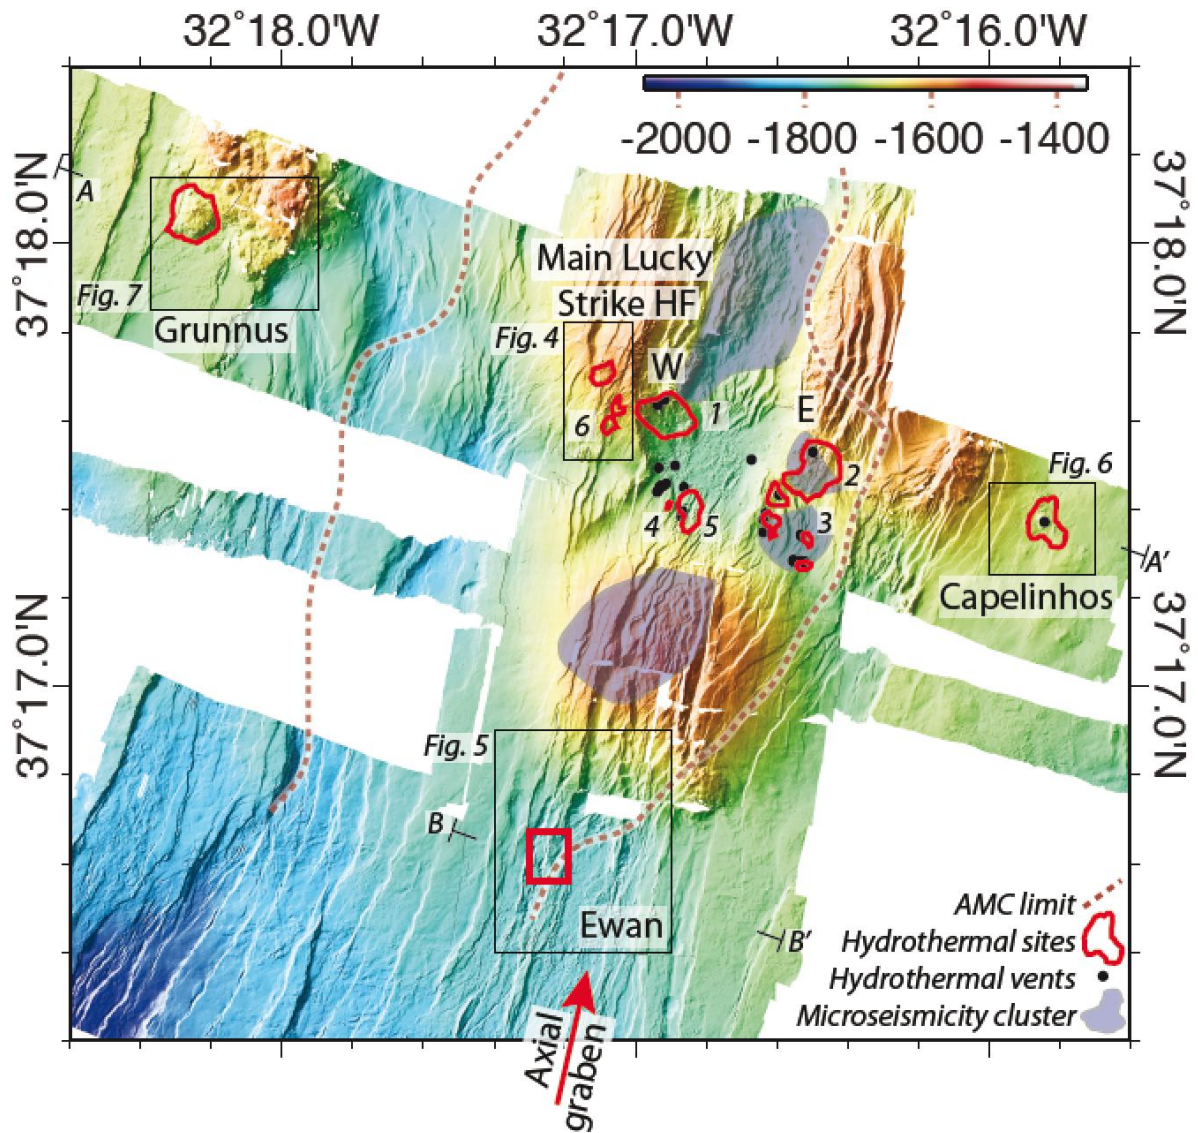 32°18.0'W
32°17.0'W
32°16.0'W
-2000
-1800
-1600
-1400
37°18.0'N
37°18.0'N
A
Fig. 7
Grunnus
Main Lucky
Strike HF
Fig. 4
W
6
1
E
2
Fig. 6
4
5
3
A'
Capelinhos
37°17.0'N
37°17.0'N
Fig. 5
B
Ewan
B'
AMC limit
Hydrothermal sites
Hydrothermal vents
Microseismicity cluster
Axial
graben